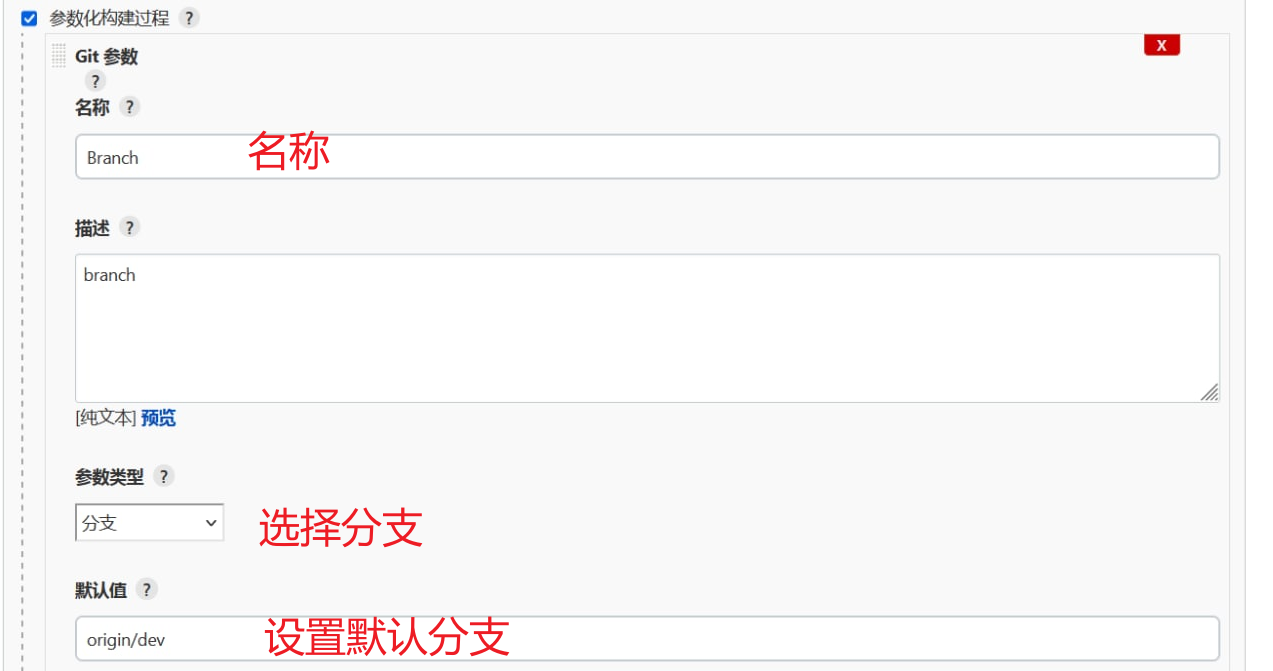 参数化构建过程 ?
Git 参数
X
?
名称 ?
Branch 名称
描述 ?
branch
[纯文本] 预览
参数类型 ?
分支 选择分支
默认值 ?
origin/dev 设置默认分支